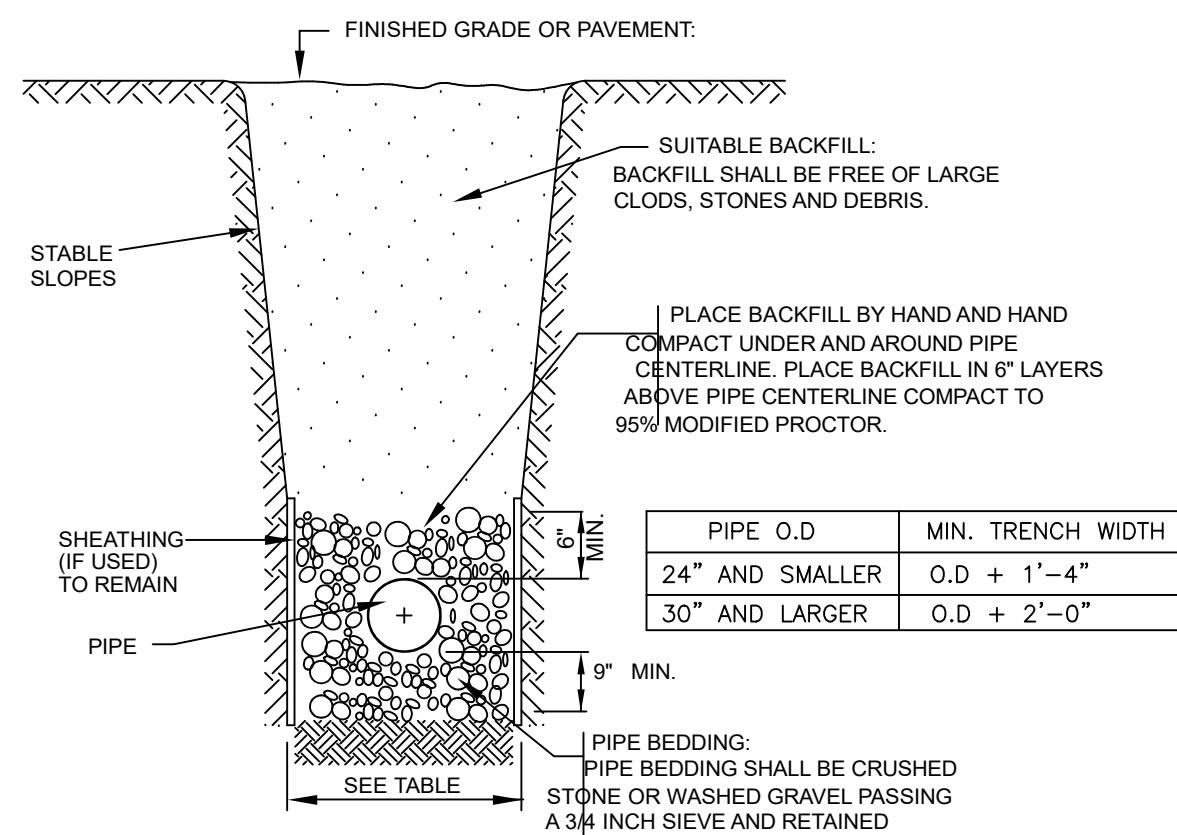 FINISHED GRADE OR PAVEMENT:
SUITABLE BACKFILL:
BACKFILL SHALL BE FREE OF LARGE
CLODS, STONES AND DEBRIS.
STABLE
SLOPES
PLACE BACKFILL BY HAND AND HAND
COMPACT UNDER AND AROUND PIPE
CENTERLINE. PLACE BACKFILL IN 6" LAYERS
ABOVE PIPE CENTERLINE COMPACT TO
95% MODIFIED PROCTOR.
SHEATHING
(IF USED)
TO REMAIN
6"
MIN.
PIPE O.D MIN. TRENCH WIDTH
24" AND SMALLER O.D + 1'-4"
30" AND LARGER O.D + 2'-0"
PIPE
9" MIN.
PIPE BEDDING:
PIPE BEDDING SHALL BE CRUSHED
STONE OR WASHED GRAVEL PASSING
A 3/4 INCH SIEVE AND RETAINED
SEE TABLE